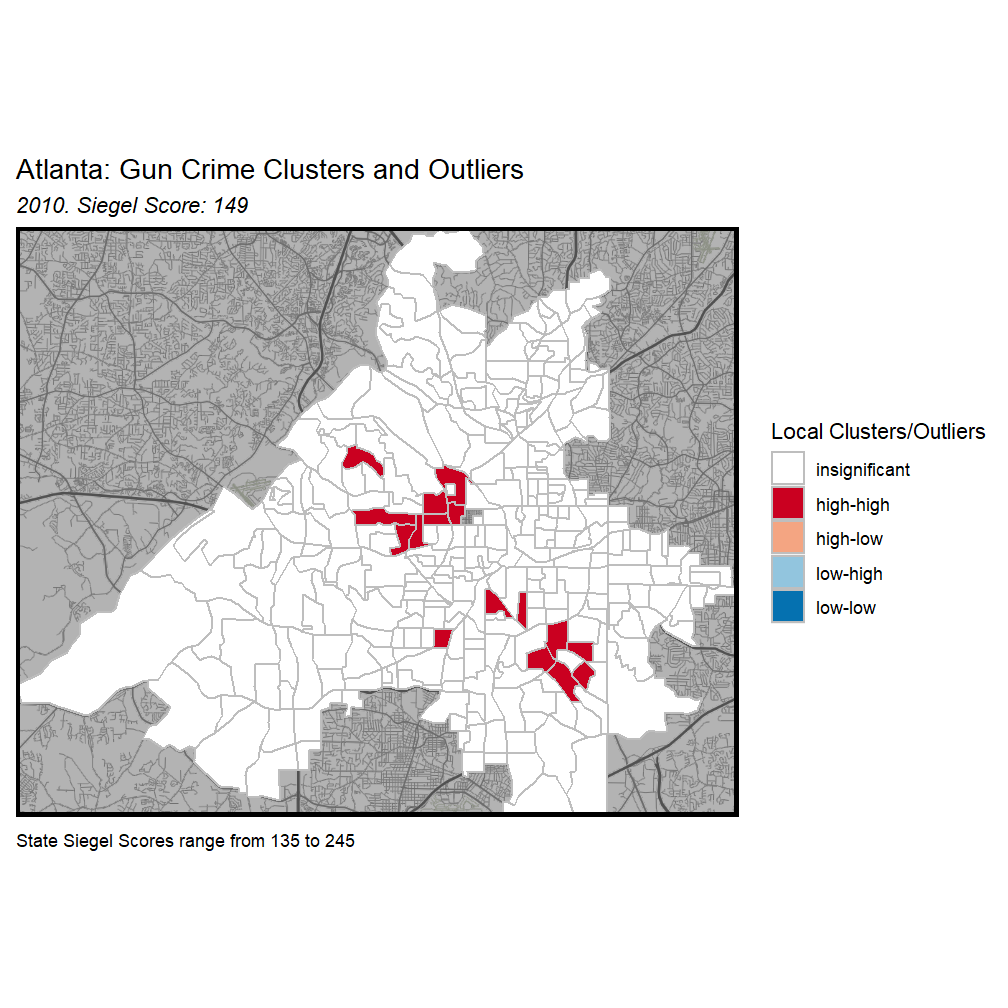 Atlanta: Gun Crime Clusters and Outliers
2010. Siegel Score: 149
Local Clusters/Outliers
insignificant
high-high
high-low
low-high
low-low
State Siegel Scores range from 135 to 245